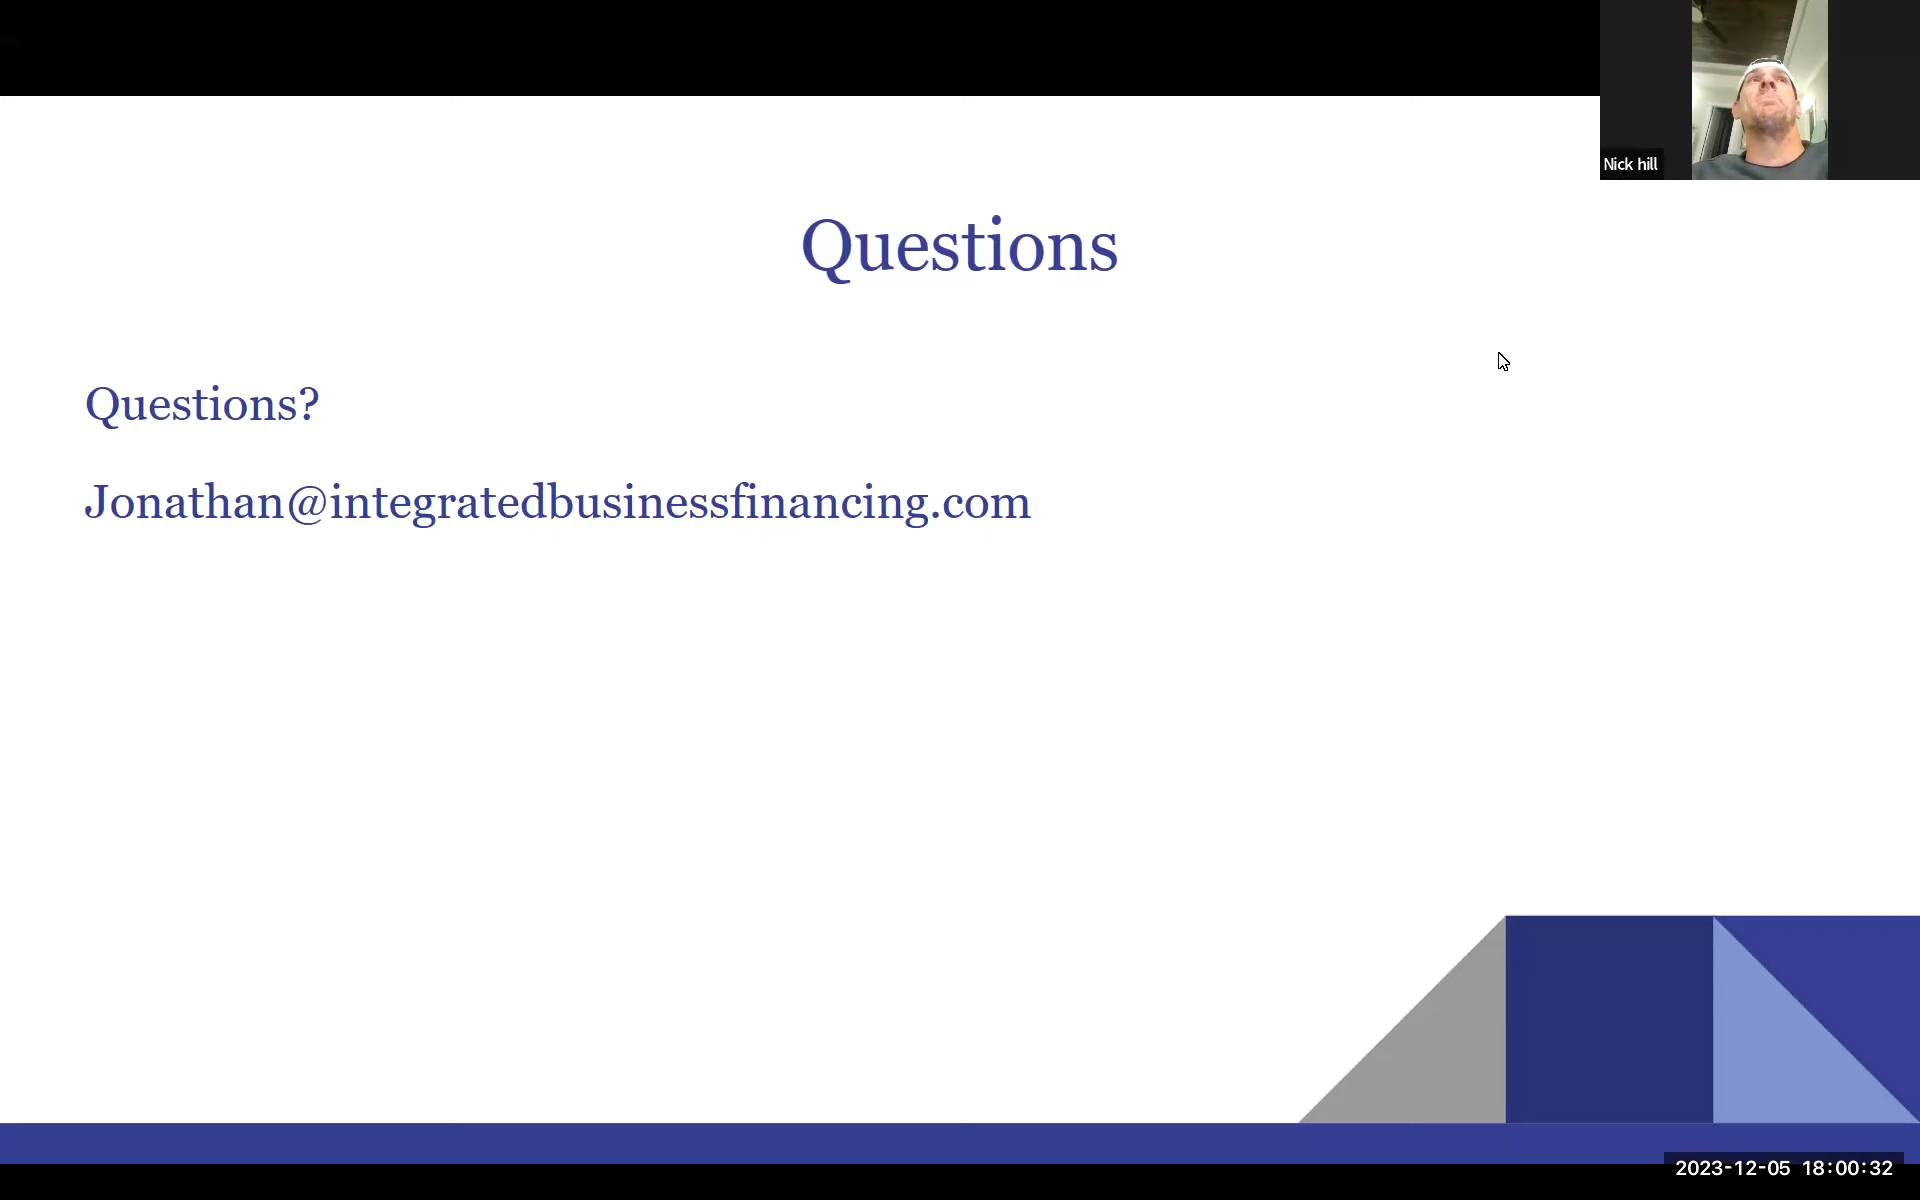 Nick hill
Questions
Questions?
Jonathan@integratedbusinessfinancing.com
2023-12-05 18:00:32